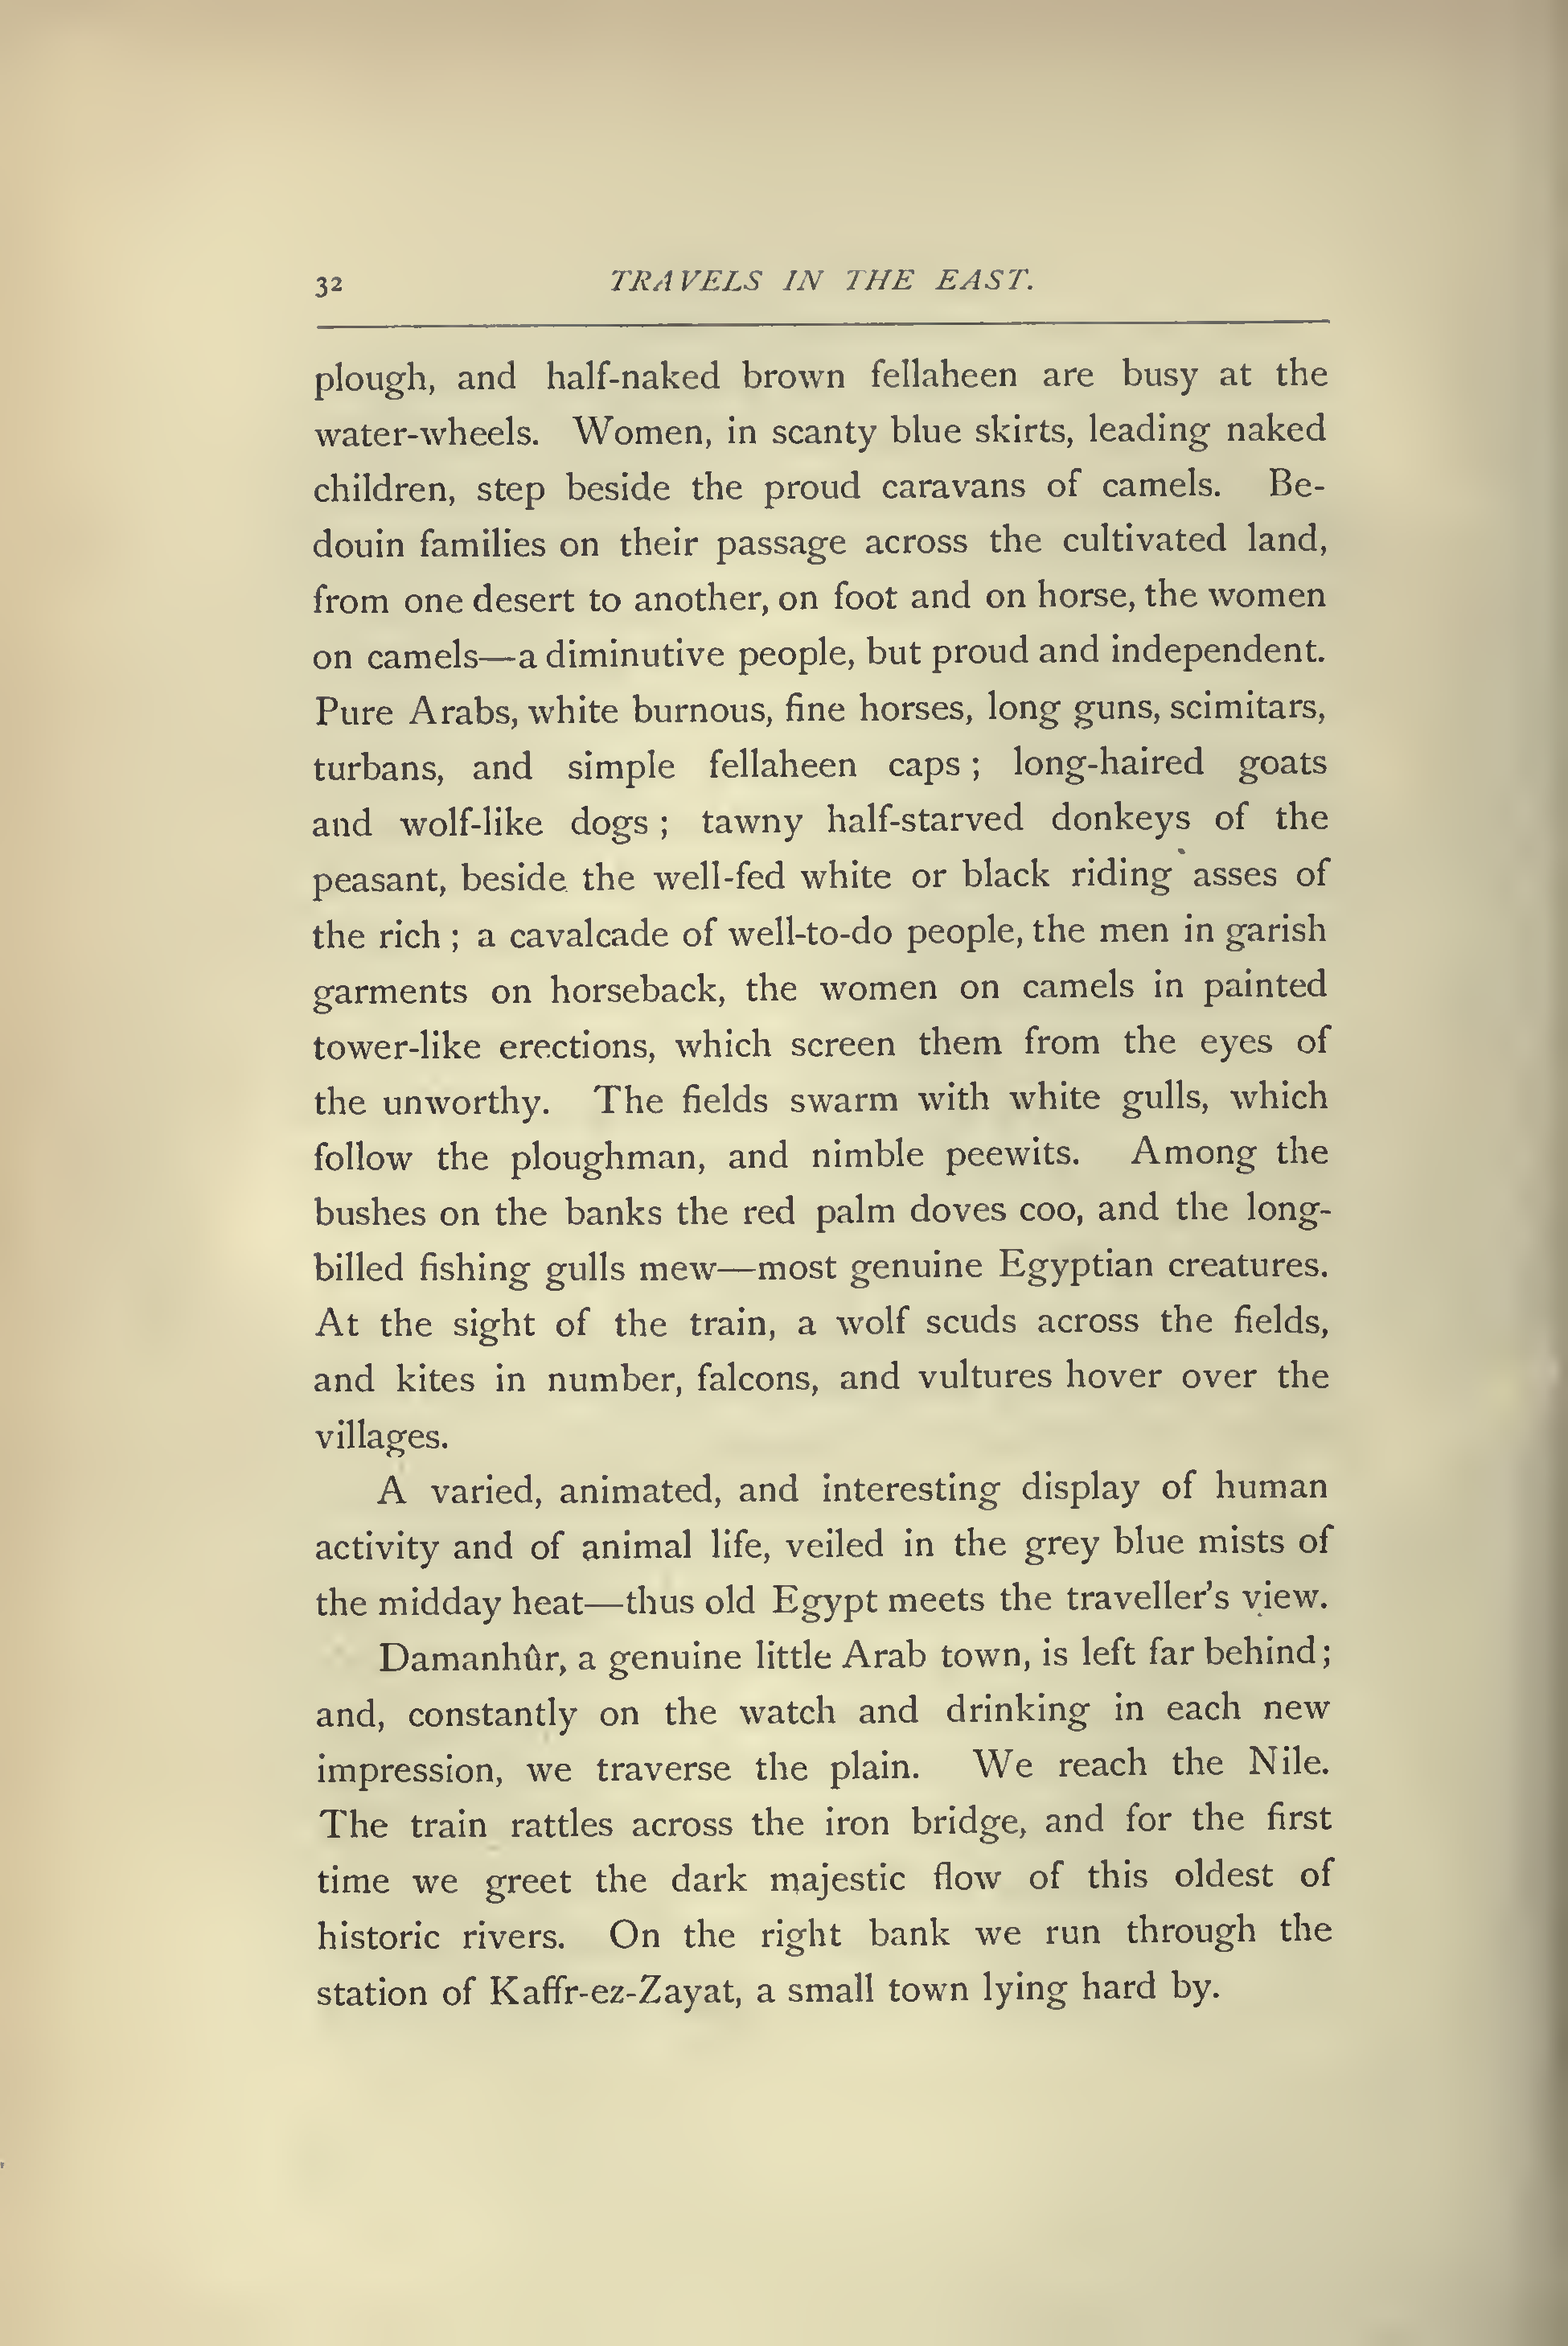 32 TRAVELS IN THE EAST.
plough, and half-naked brown fellaheen are busy at the
water-wheels. Women, in scanty blue skirts, leading naked
children, step beside the proud caravans of camels. Be-
douin families on their passage across the cultivated land,
from one desert to another, on foot and on horse, the women
on camels—a diminutive people, but proud and independent.
Pure Arabs, white burnous, fine horses, long guns, scimitars,
turbans, and simple fellaheen caps; long-haired goats
and wolf-like dogs; tawny half-starved donkeys of the
peasant, beside the well-fed white or black riding asses of
the rich; a cavalcade of well-to-do people, the men in garish
garments on horseback, the women on camels in painted
tower-like erections, which screen them from the eyes of
the unworthy. The fields swarm with white gulls, which
follow the ploughman, and nimble peewits. Among the
bushes on the banks the red palm doves coo, and the long-
billed fishing gulls mew—most genuine Egyptian creatures.
At the sight of the train, a wolf scuds across the fields,
and kites in number, falcons, and vultures hover over the
villages.
A varied, animated, and interesting display of human
activity and of animal life, veiled in the grey blue mists of
the midday heat—thus old Egypt meets the traveller's view.
Damanhûr, a genuine little Arab town, is left far behind;
and, constantly on the watch and drinking in each new
impression, we traverse the plain. We reach the Nile.
The train rattles across the iron bridge, and for the first
time we greet the dark majestic flow of this oldest of
historic rivers. On the right bank we run through the
station of Kaffr-ez-Zayat, a small town lying hard by.